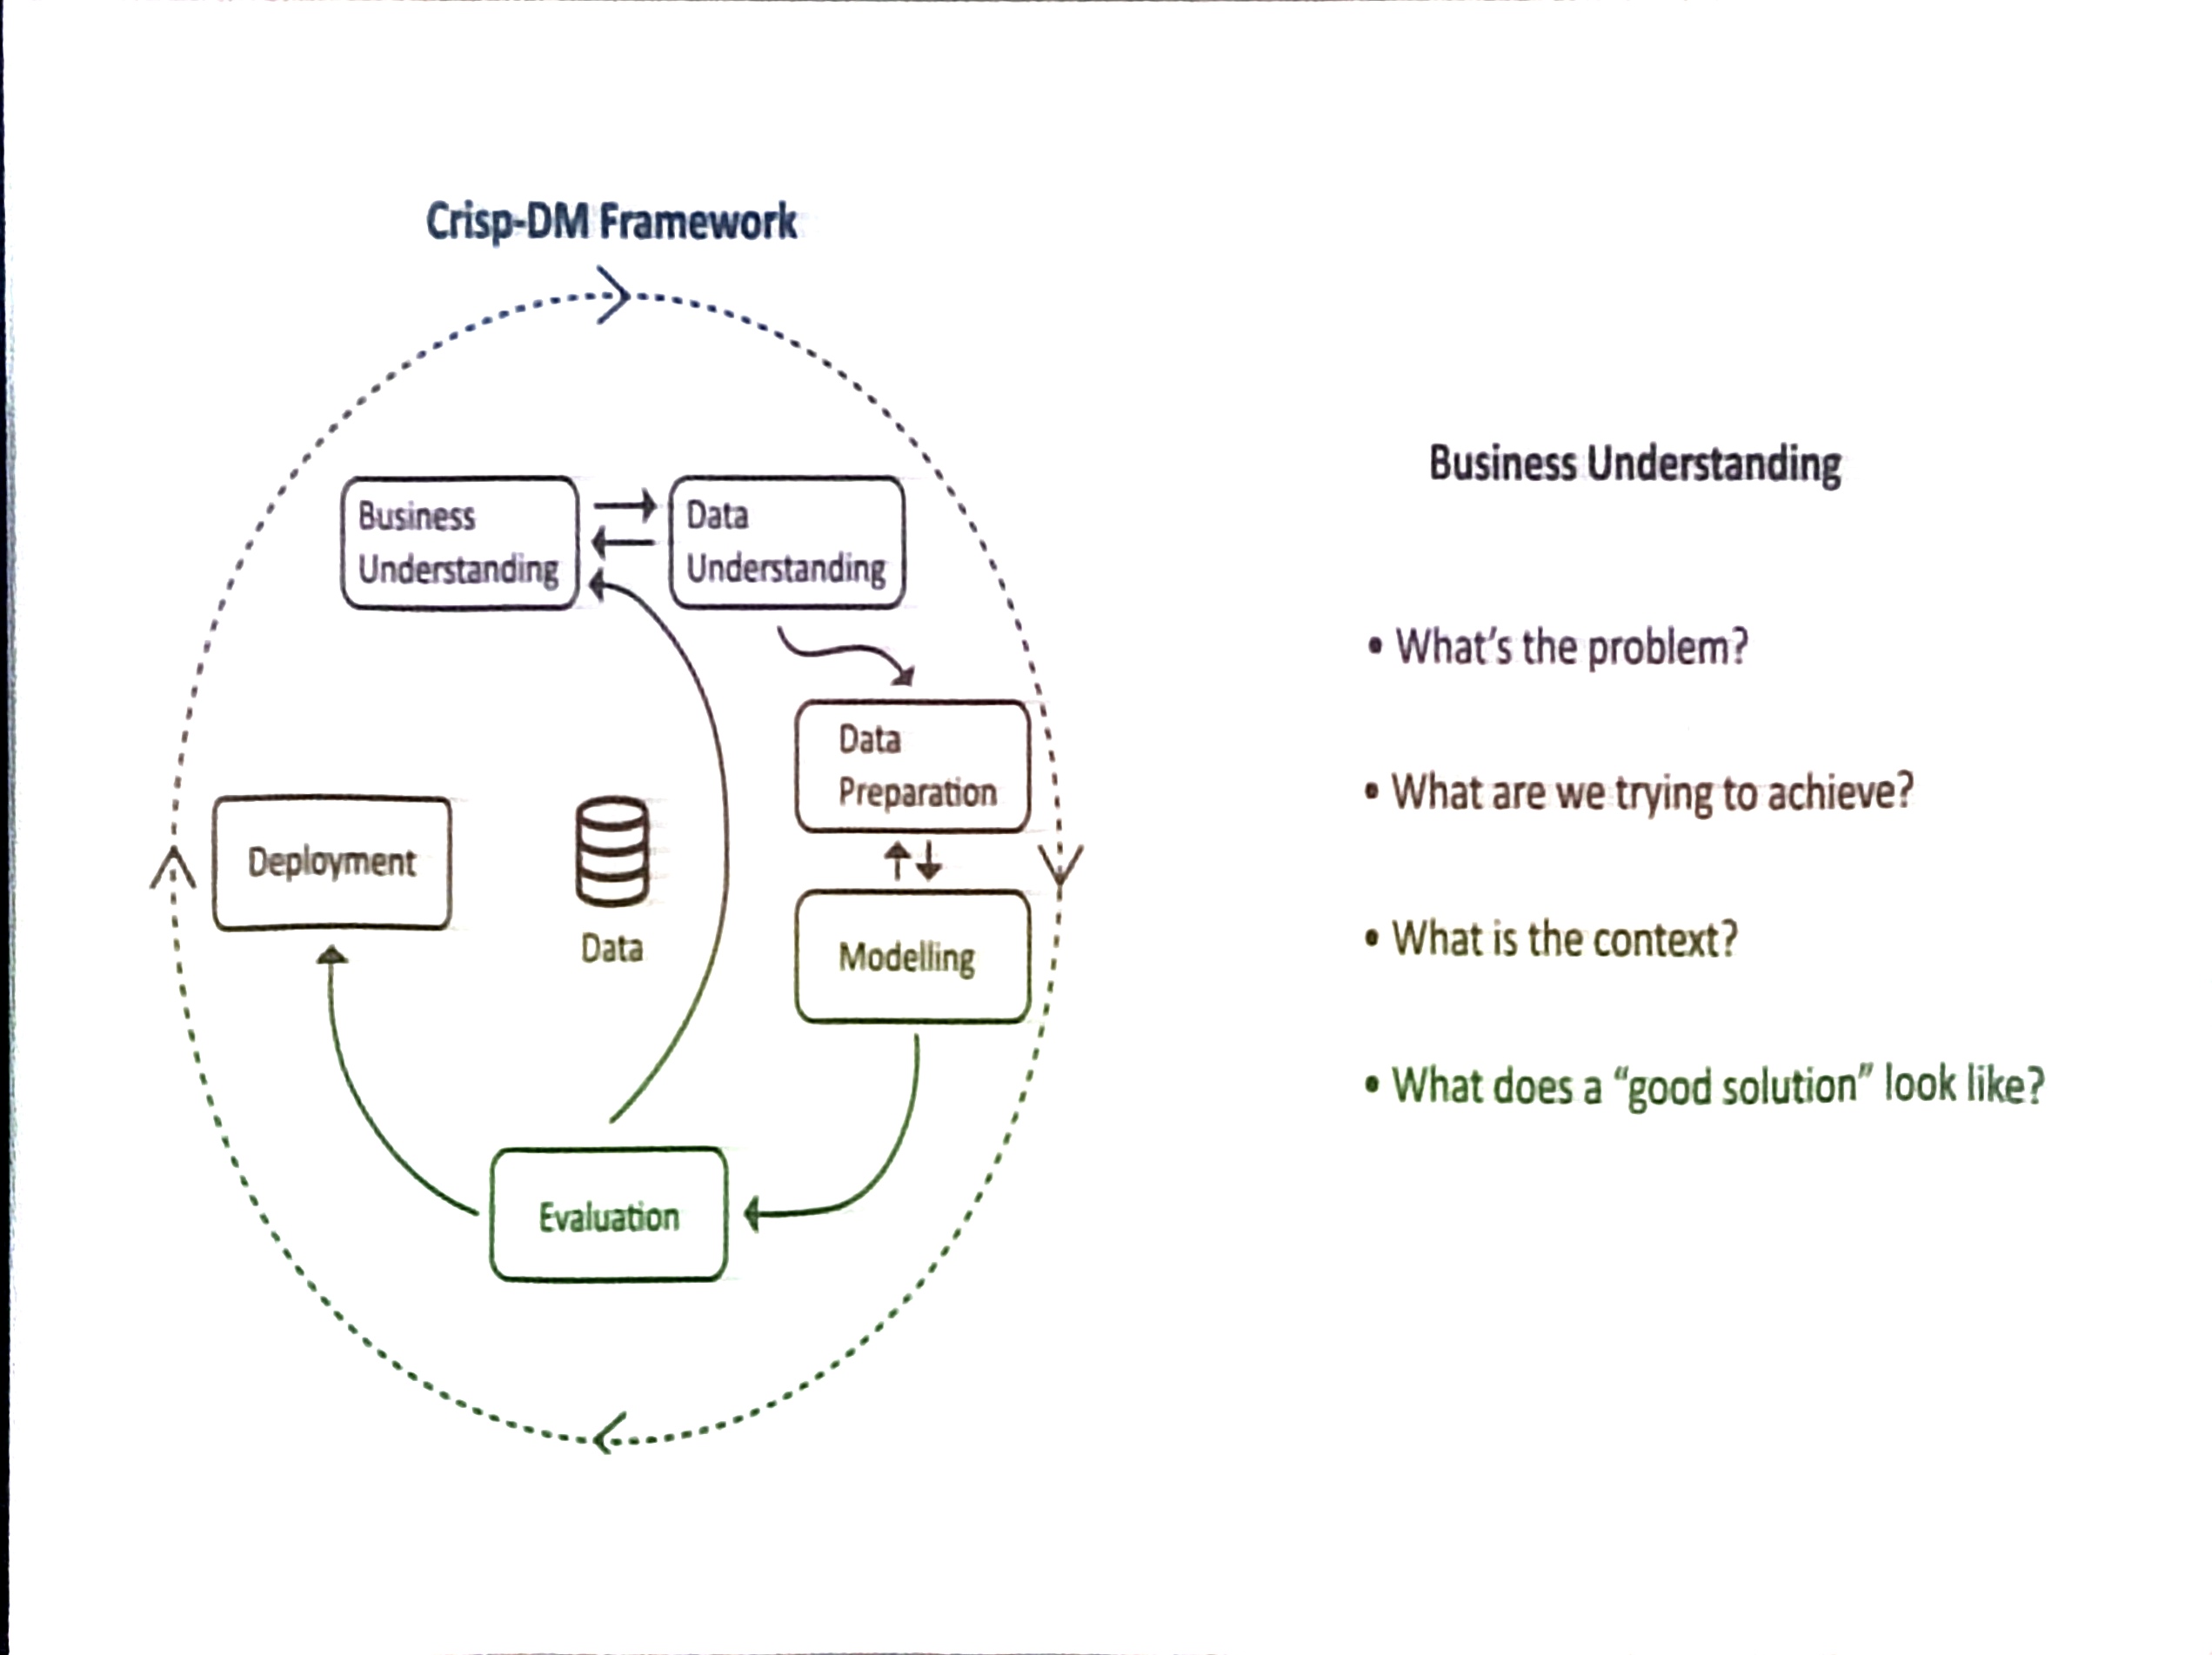 Crisp-DM Framework
Business
Understanding
Data
Understanding
Data
Preparation
Deployment
Data
Modelling
Evaluation
Business Understanding
• What's the problem?
• What are we trying to achieve?
• What is the context?
• What does a “good solution” look like?